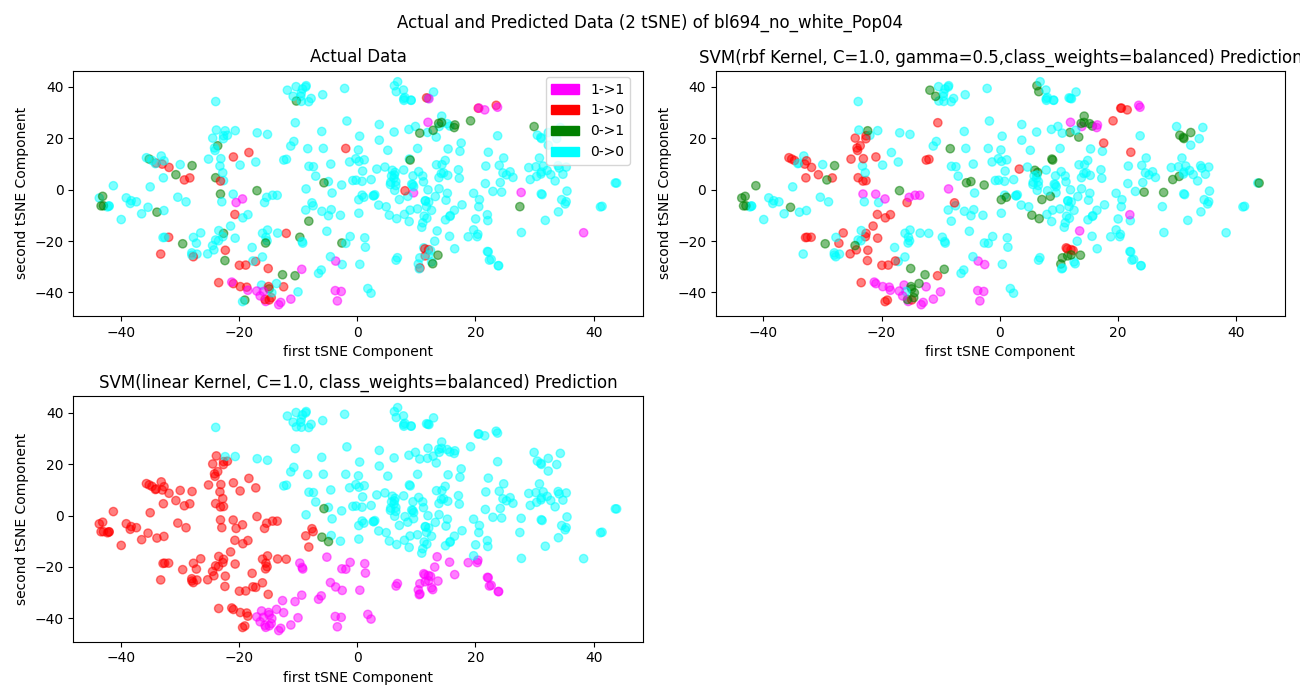 Actual and Predicted Data (2 tSNE) of bl694_no_white_Pop04
Actual Data
40
20
0
−20
−40
second tSNE Component
1->1
1->0
0->1
0->0
−40 −20 0 20 40
first tSNE Component
SVM(rbf Kernel, C=1.0, gamma=0.5,class_weights=balanced) Prediction
40
20
0
−20
−40
second tSNE Component
−40 −20 0 20 40
first tSNE Component
SVM(linear Kernel, C=1.0, class_weights=balanced) Prediction
40
20
0
−20
−40
second tSNE Component
−40 −20 0 20 40
first tSNE Component